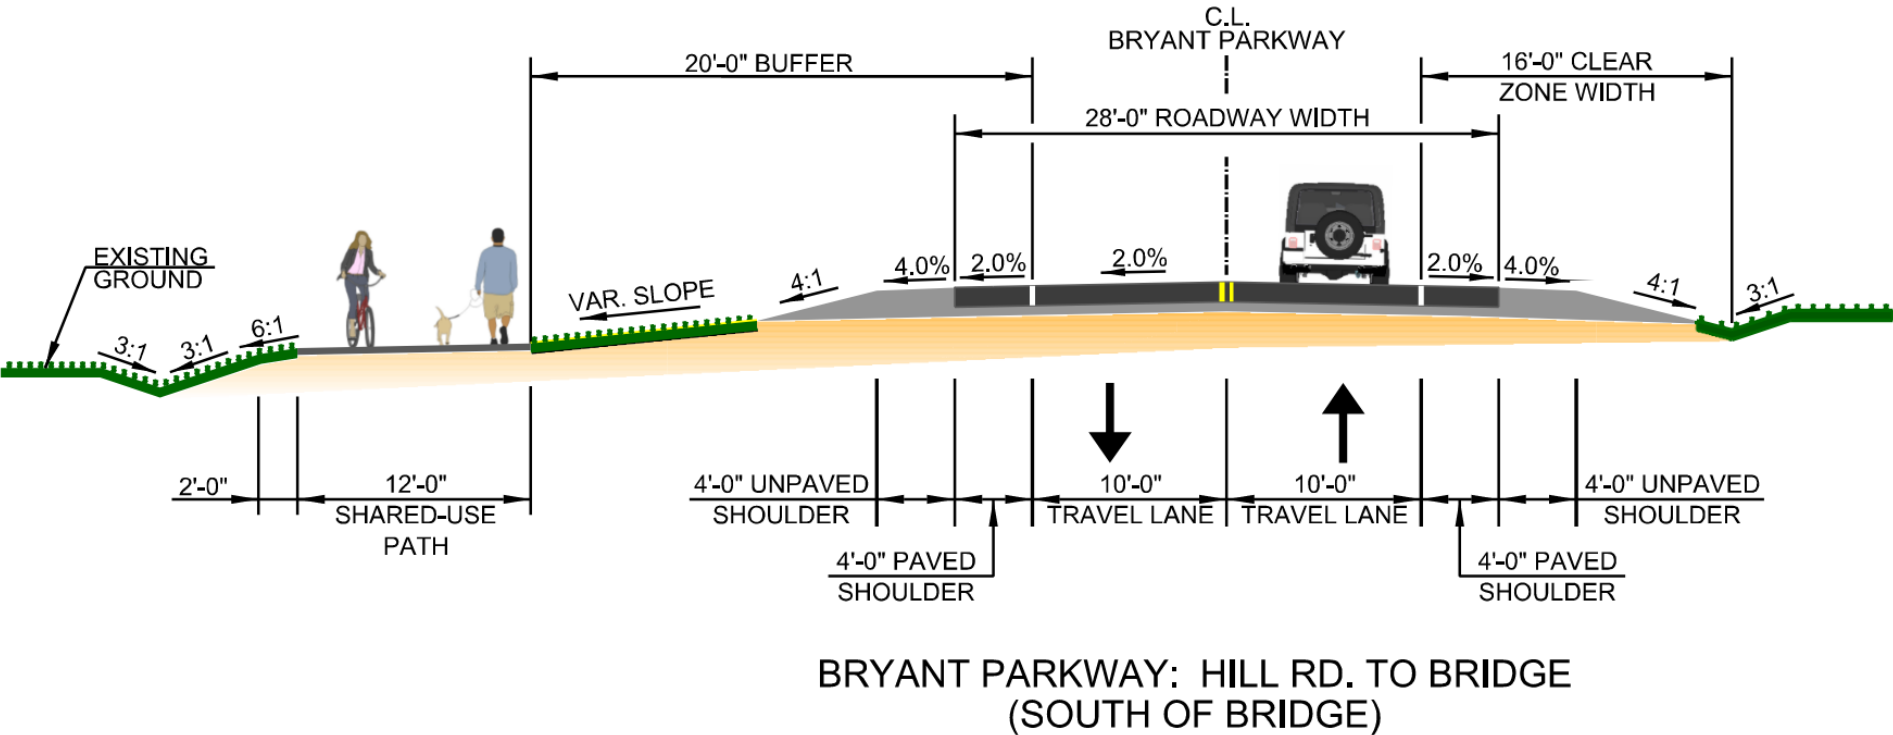 C.L.
BRYANT PARKWAY
20'-0" BUFFER
16'-0" CLEAR
ZONE WIDTH
28'-0" ROADWAY WIDTH
EXISTING
GROUND
3:1
3:1
6:1
VAR. SLOPE
4:1
4.0%
2.0%
2.0%
2.0%
4.0%
4:1
3:1
2'-0"
12'-0"
SHARED-USE
PATH
4'-0" UNPAVED
SHOULDER
4'-0" PAVED
SHOULDER
10'-0"
TRAVEL LANE
10'-0"
TRAVEL LANE
4'-0" PAVED
SHOULDER
4'-0" UNPAVED
SHOULDER
BRYANT PARKWAY: HILL RD. TO BRIDGE
(SOUTH OF BRIDGE)